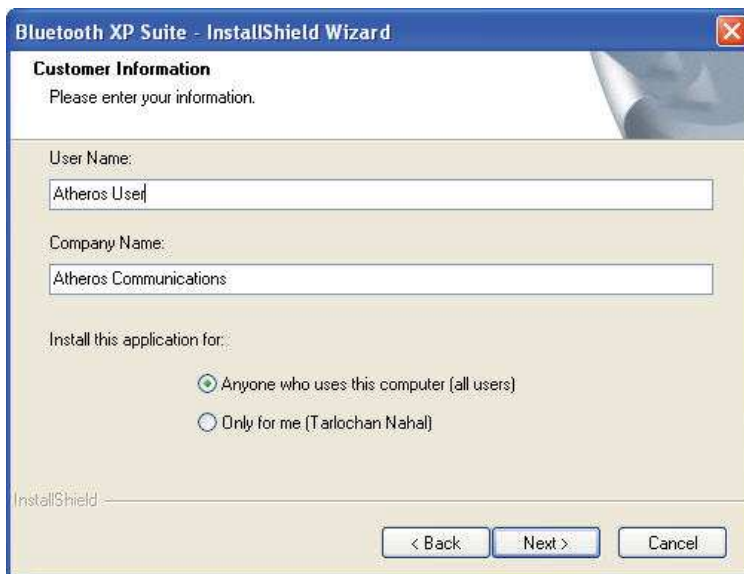 Bluetooth XP Suite - InstallShield Wizard
Customer Information
Please enter your information.
User Name:
Atheros User
Company Name:
Atheros Communications
Install this application for:
Anyone who uses this computer (all users)
Only for me (Tarlochan Nahal)
InstallShield
< Back Next > Cancel